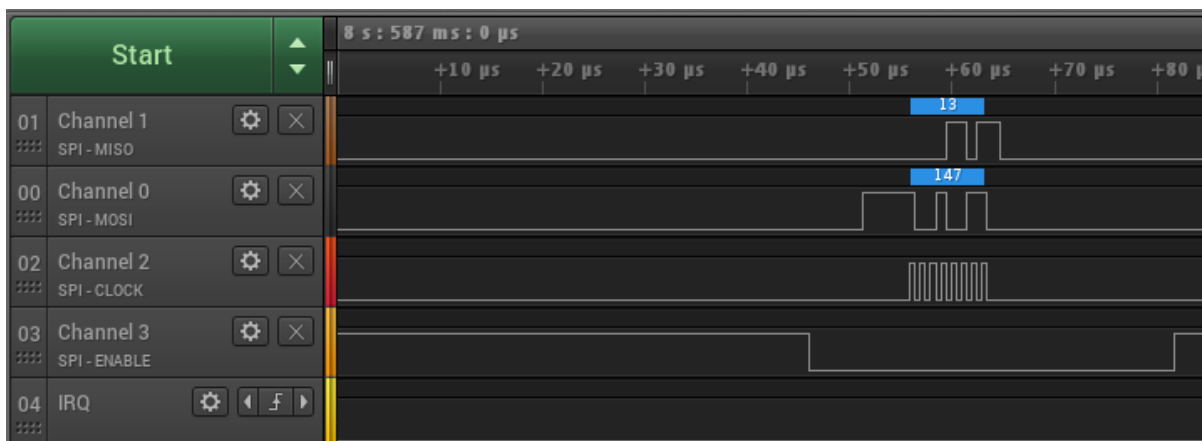 Start
8 s : 587 ms : 0 µs
+10 µs +20 µs +30 µs +40 µs +50 µs +60 µs +70 µs +80
01 Channel 1
SPI - MISO
13
00 Channel 0
SPI - MOSI
147
02 Channel 2
SPI - CLOCK
03 Channel 3
SPI - ENABLE
04 IRQ